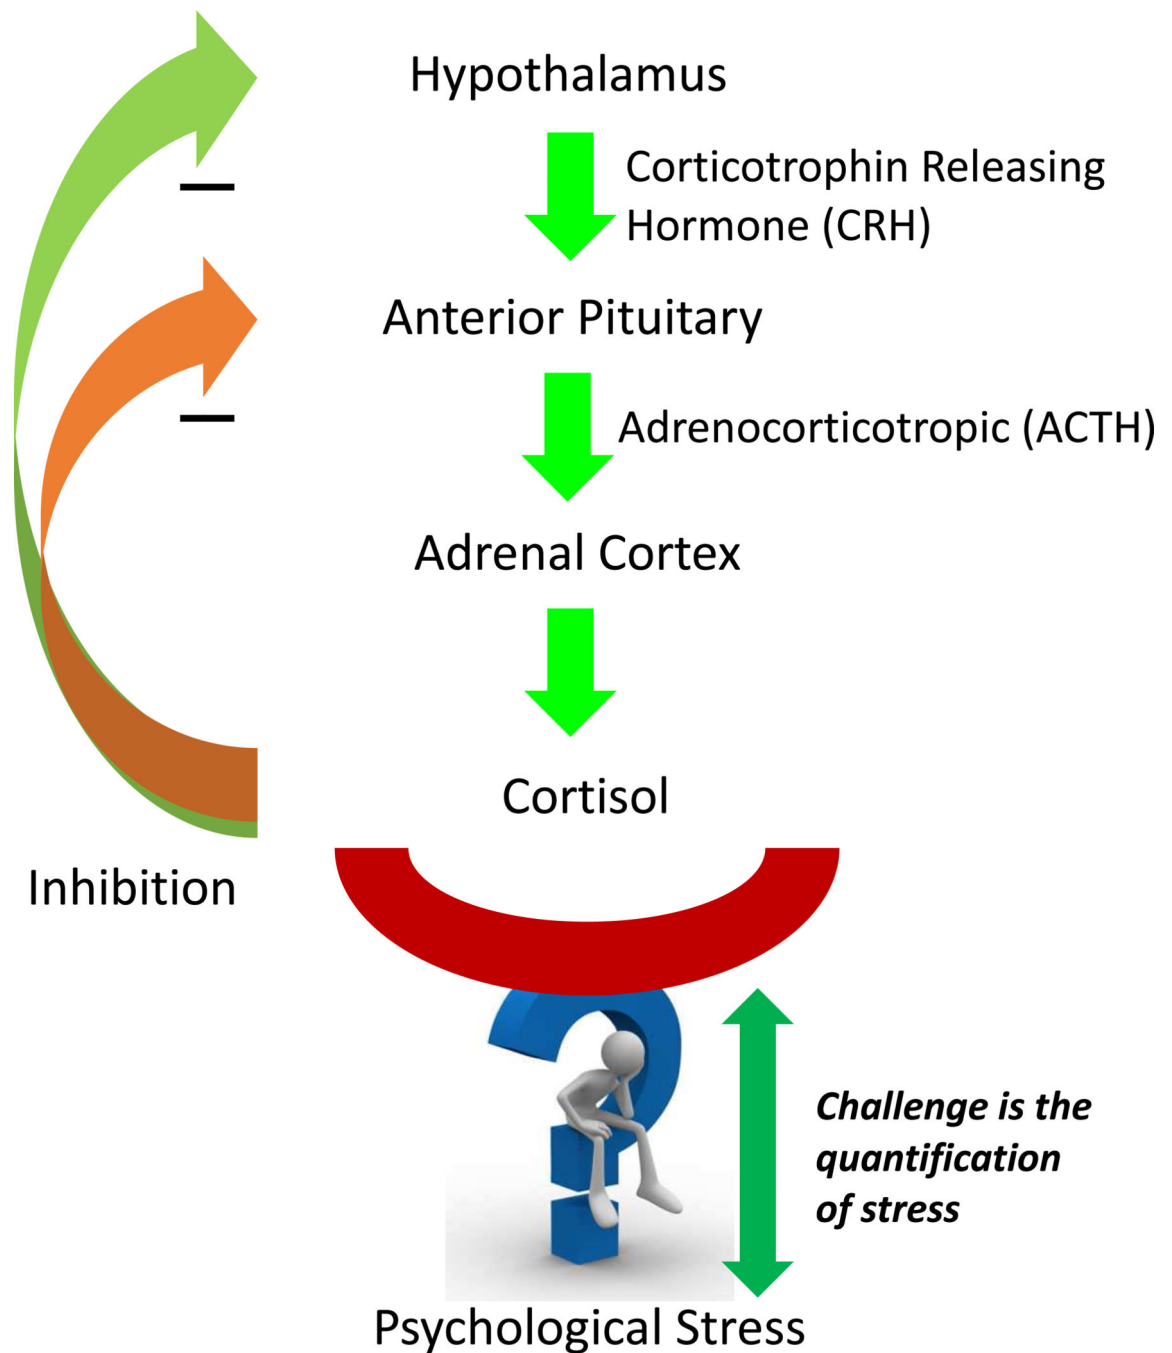 Hypothalamus
Corticotrophin Releasing
Hormone (CRH)
Anterior Pituitary
Adrenocorticotropic (ACTH)
Adrenal Cortex
Cortisol
Inhibition
Challenge is the
quantification
of stress
Psychological Stress